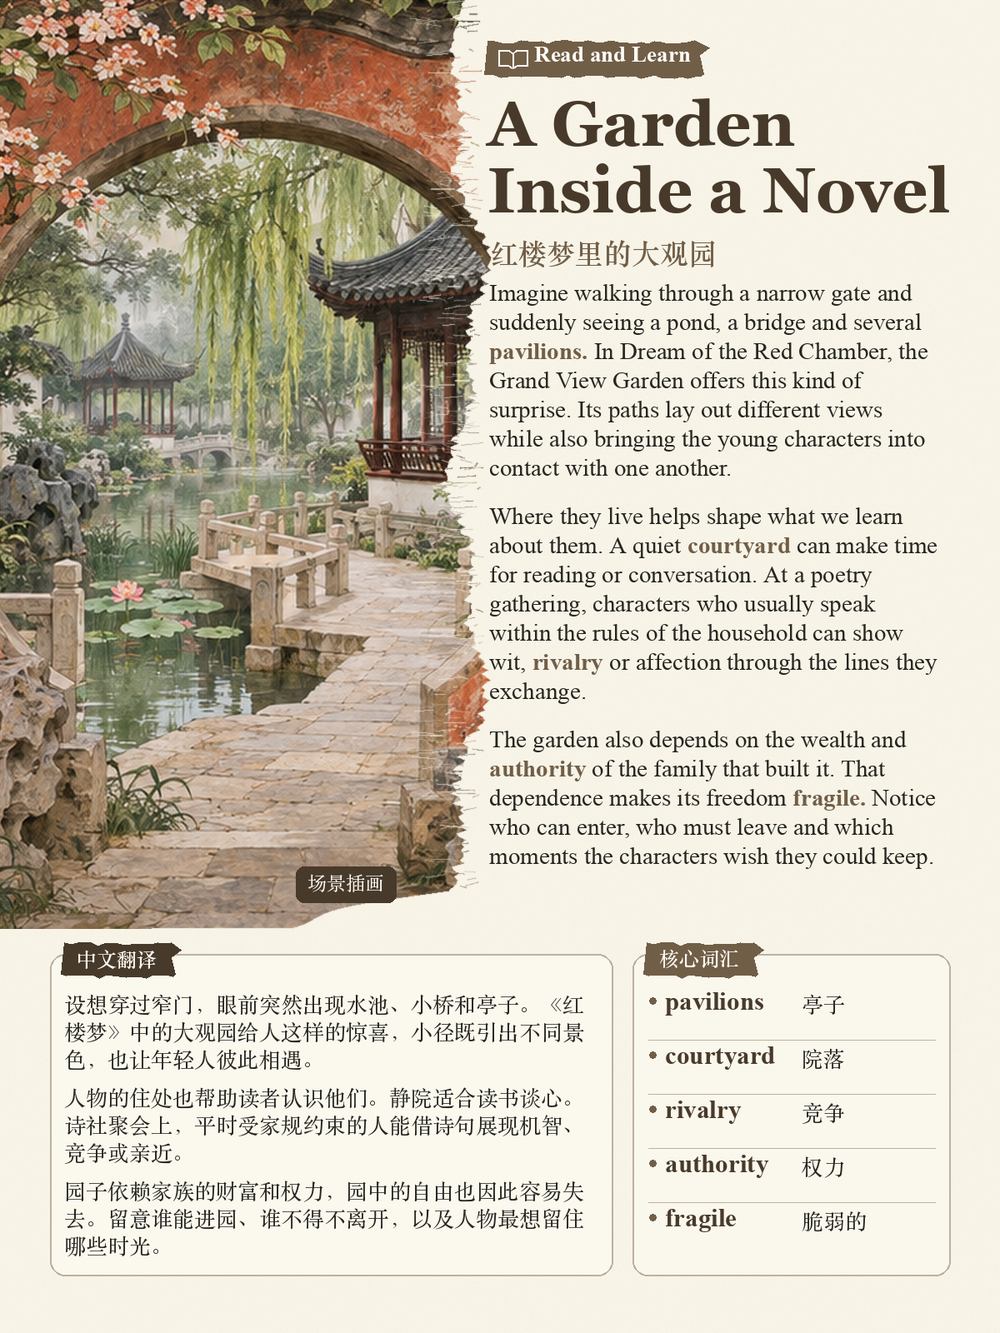 Read and Learn
A Garden
Inside a Novel
红楼梦里的大观园
Imagine walking through a narrow gate and
suddenly seeing a pond, a bridge and several
pavilions. In Dream of the Red Chamber, the
Grand View Garden offers this kind of
surprise. Its paths lay out different views
while also bringing the young characters into
contact with one another.
Where they live helps shape what we learn
about them. A quiet courtyard can make time
for reading or conversation. At a poetry
gathering, characters who usually speak
within the rules of the household can show
wit, rivalry or affection through the lines they
exchange.
The garden also depends on the wealth and
authority of the family that built it. That
dependence makes its freedom fragile. Notice
who can enter, who must leave and which
moments the characters wish they could keep.
场景插画
中文翻译
设想穿过窄门，眼前突然出现水池、小桥和亭子。《红
楼梦》中的大观园给人这样的惊喜，小径既引出不同景
色，也让年轻人彼此相遇。
人物的住处也帮助读者认识他们。静院适合读书谈心。
诗社聚会上，平时受家规约束的人能借诗句展现机智、
竞争或亲近。
园子依赖家族的财富和权力，园中的自由也因此容易失
去。留意谁能进园、谁不得不离开，以及人物最想留住
哪些时光。
核心词汇
• pavilions 亭子
• courtyard 院落
• rivalry 竞争
• authority 权力
• fragile 脆弱的